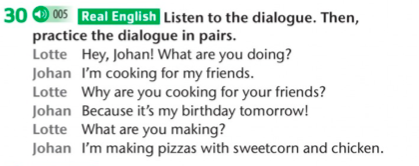 30 005 Real English Listen to the dialogue. Then,
practice the dialogue in pairs.
Lotte Hey, Johan! What are you doing?
Johan I'm cooking for my friends.
Lotte Why are you cooking for your friends?
Johan Because it's my birthday tomorrow!
Lotte What are you making?
Johan I'm making pizzas with sweetcorn and chicken.